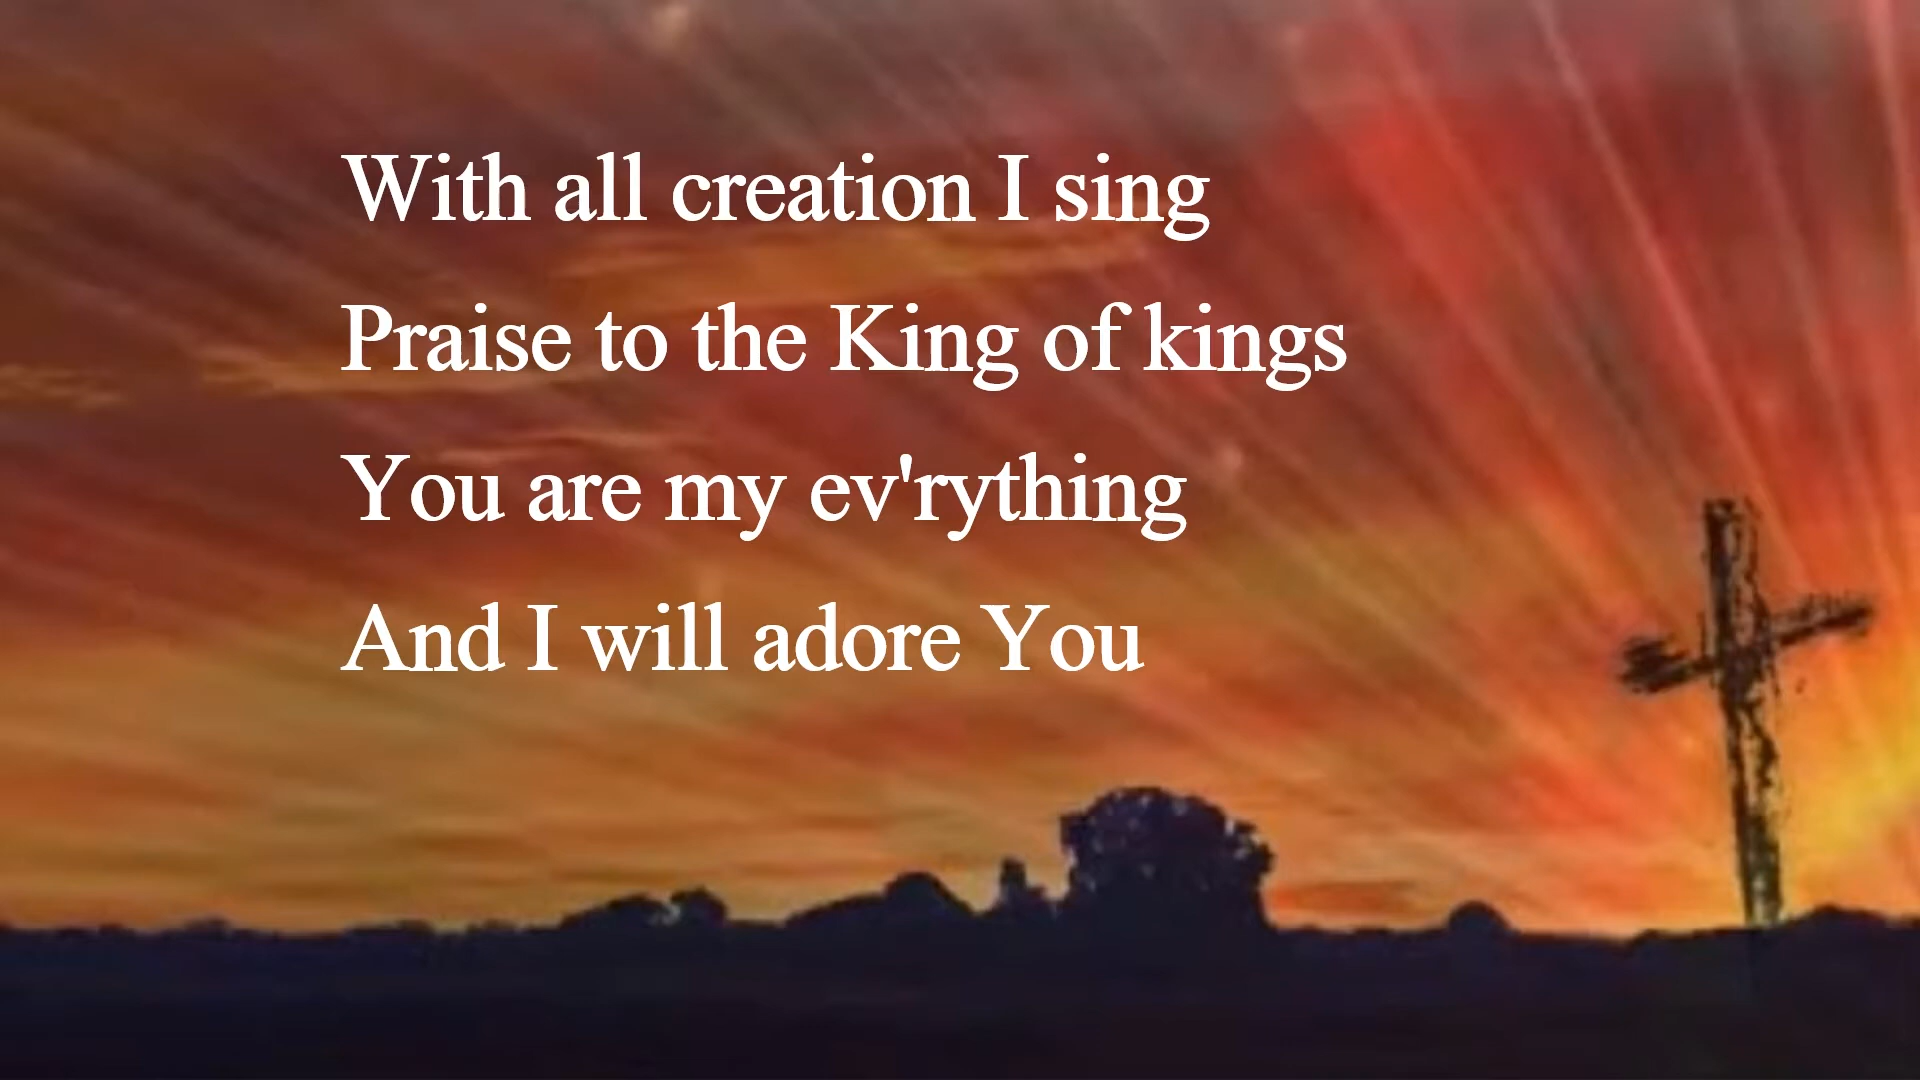 With all creation I sing
Praise to the King of kings
You are my ev'rything
And I will adore You